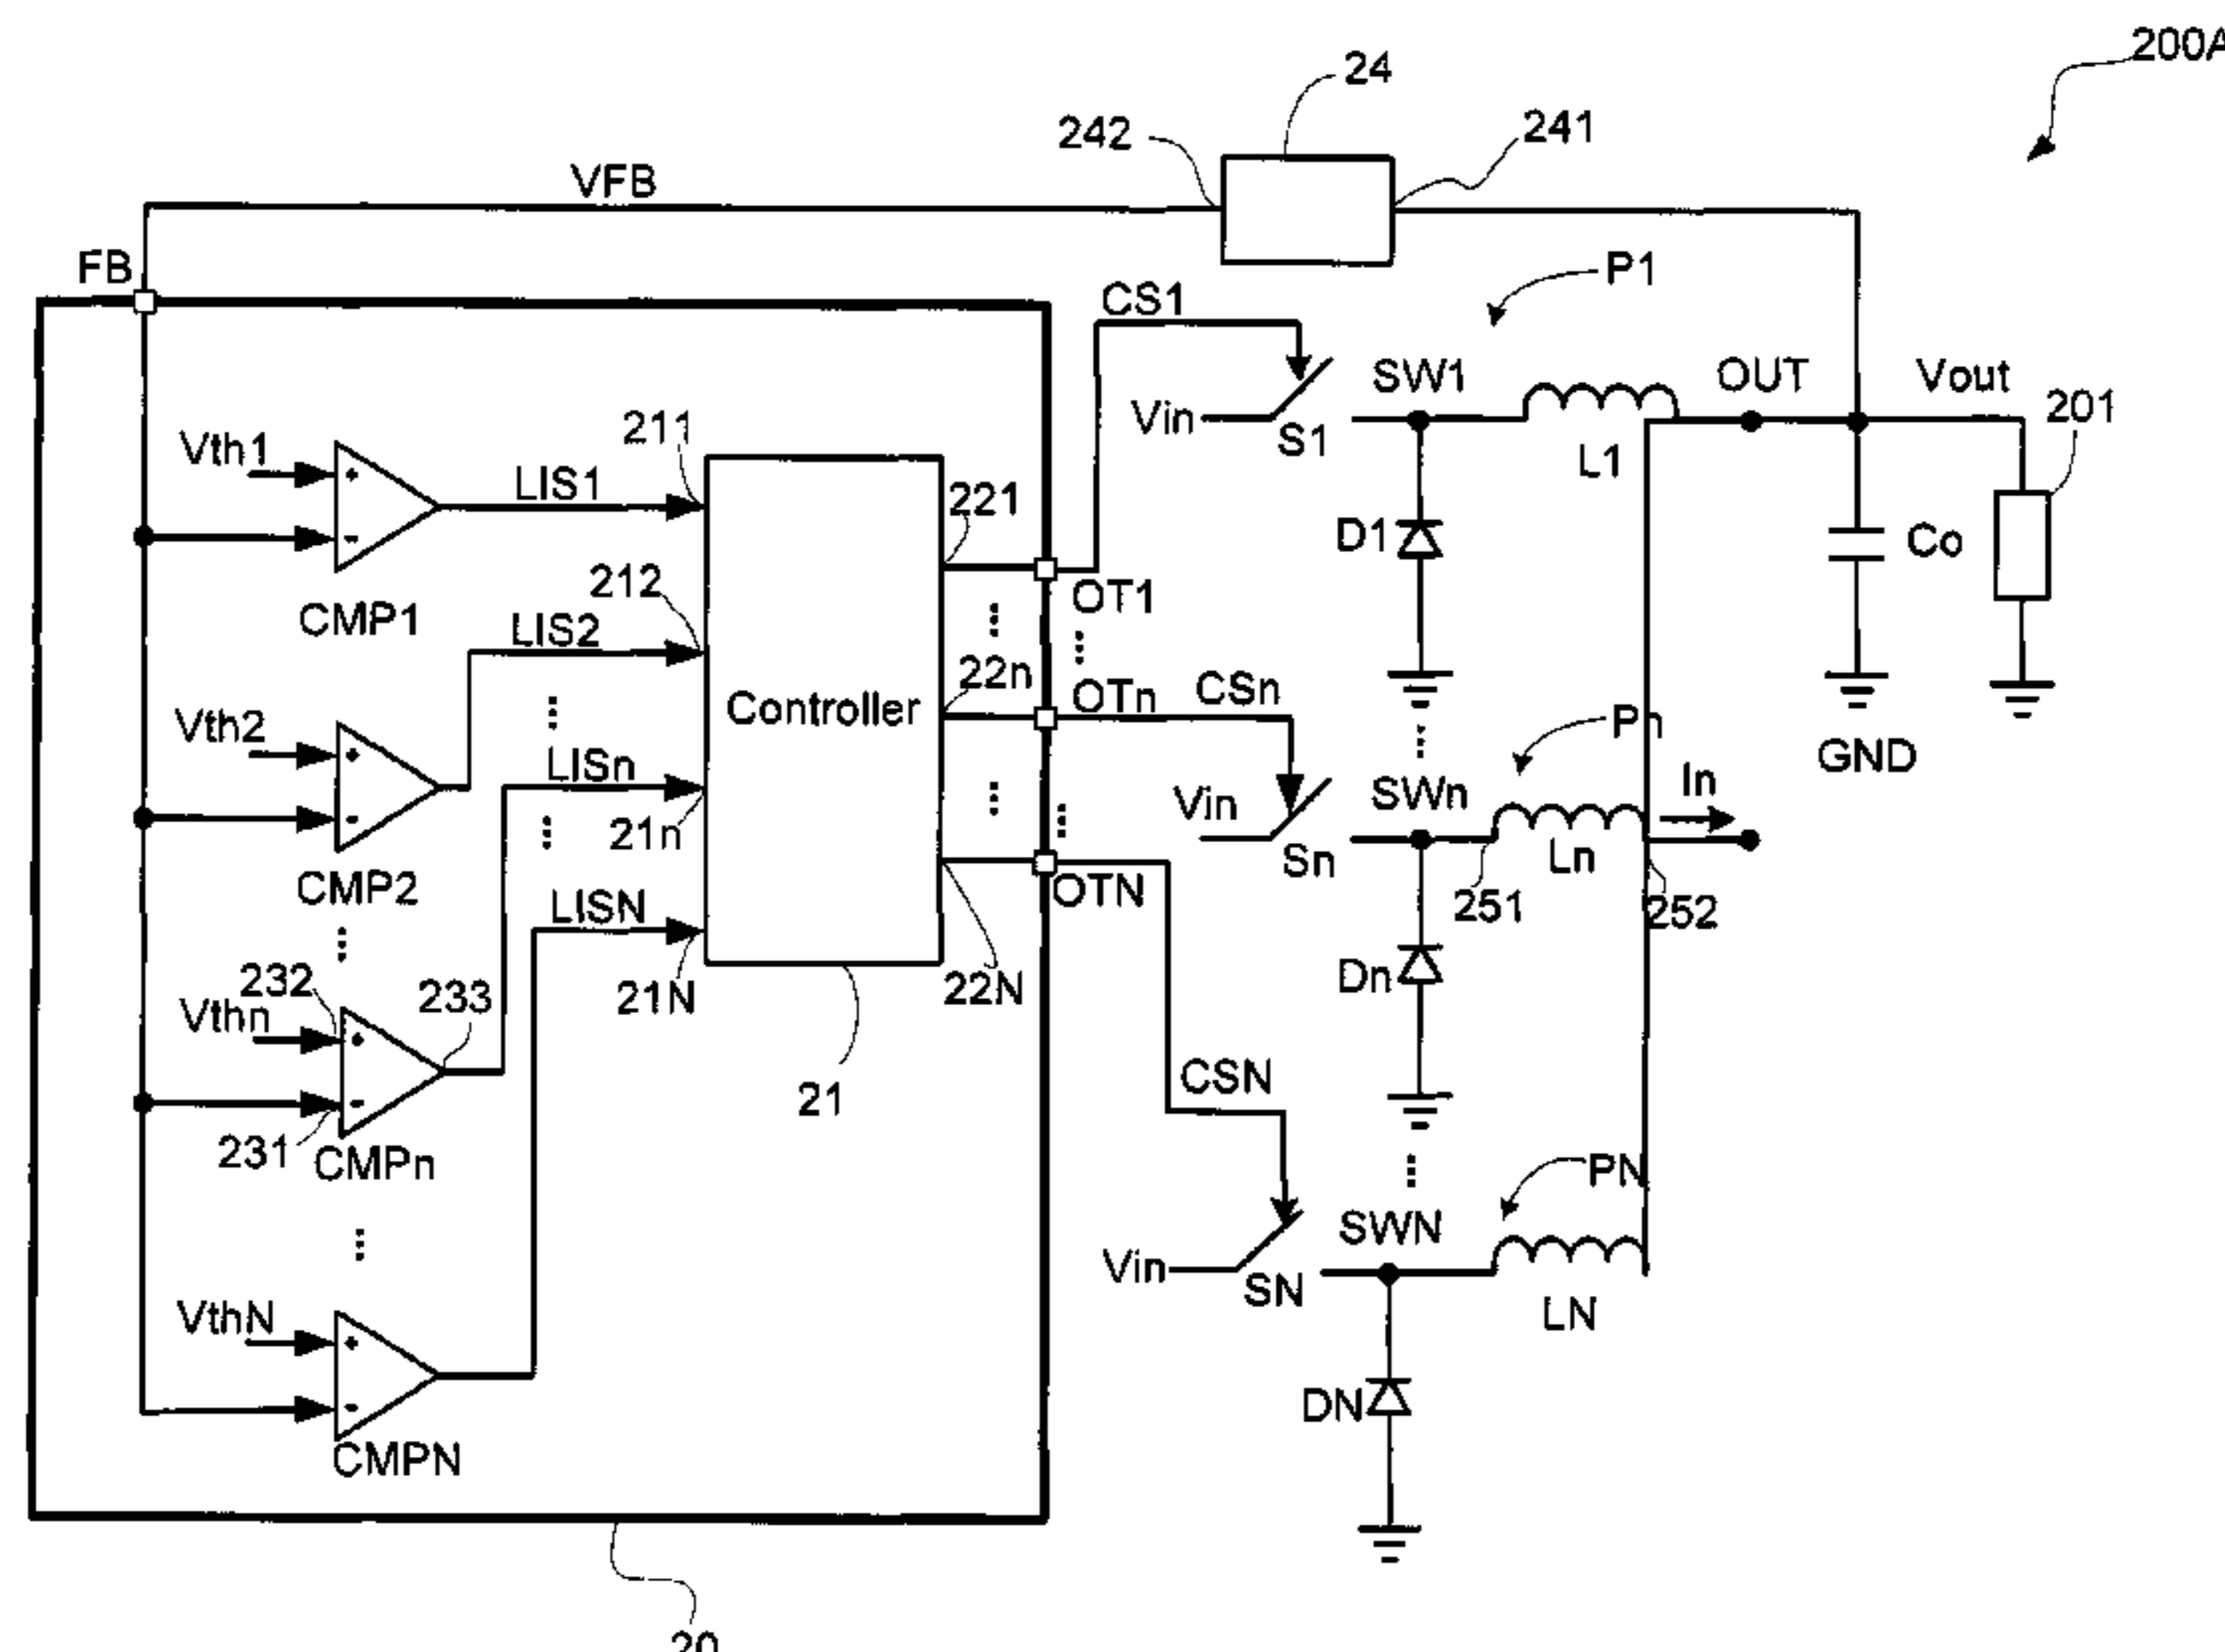 200A
24
242
241
VFB
FB
P1
CS1
SW1
OUT
Vout
201
Vin
S1
L1
Vth1
+
-
LIS1
211
221
CMP1
D1
Co
212
LIS2
OT1
...
...
22n
OTn
CSn
Controller
Vth2
+
-
...
LISn
...
21n
CMP2
Pn
GND
...
SWn
In
Vin
Sn
Ln
251
252
...
...
OTN
LISN
21N
22N
...
232
Vthn
+
-
233
231
CMPn
21
Dn
CSN
...
PN
SWN
Vin
SN
LN
...
VthN
+
-
CMPN
DN
20